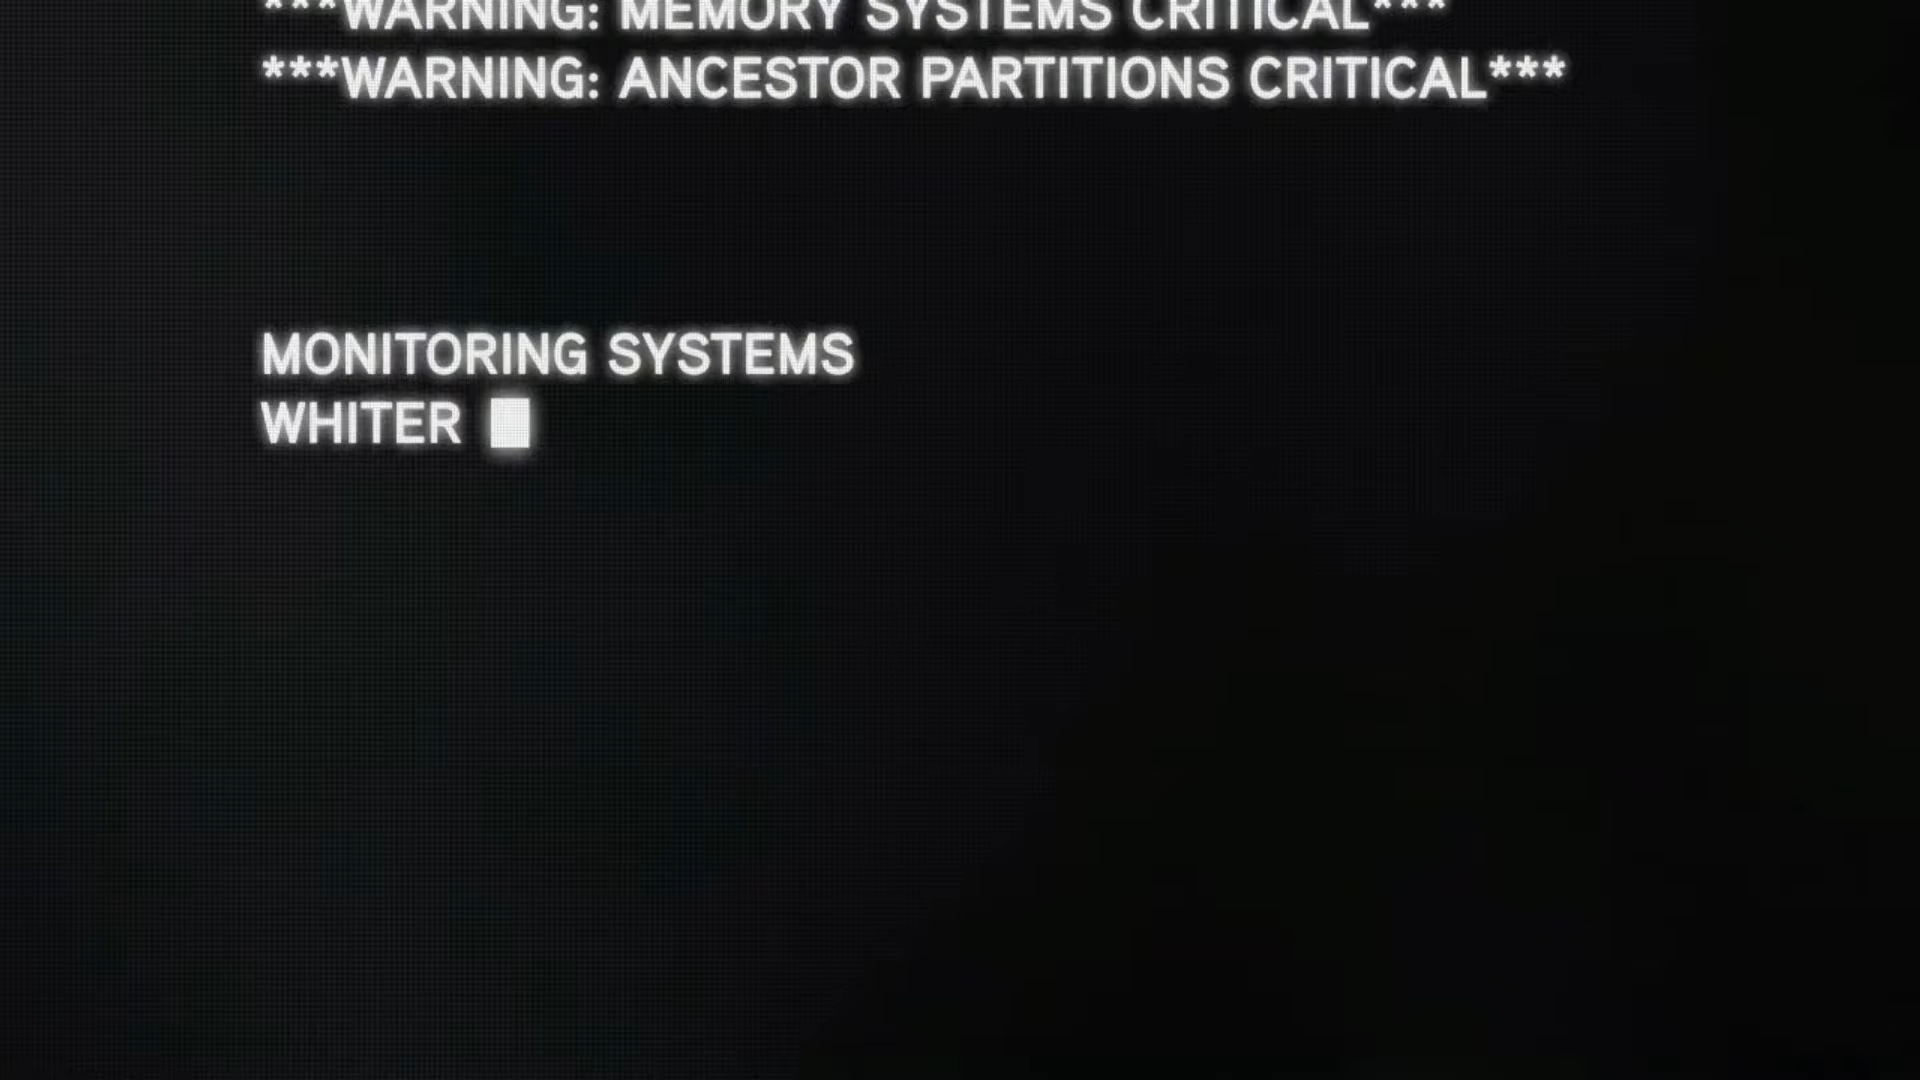 ***WARNING: MEMORY SYSTEMS CRITICAL***
***WARNING: ANCESTOR PARTITIONS CRITICAL***
MONITORING SYSTEMS
WHITER